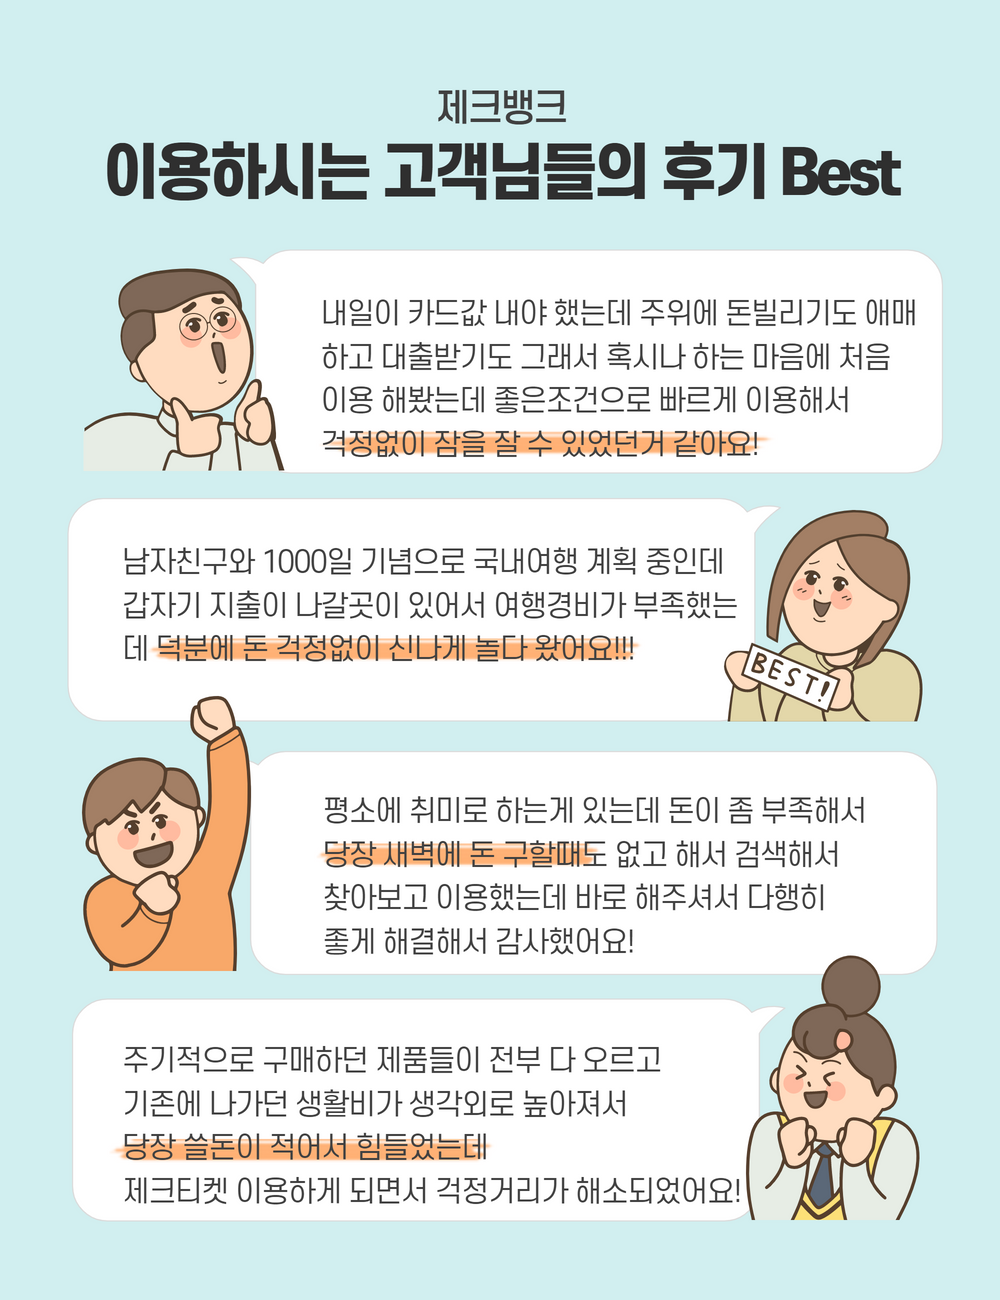 제크뱅크
이용하시는 고객님들의 후기 Best
내일이 카드값 내야 했는데 주위에 돈빌리기도 애매
하고 대출받기도 그래서 혹시나 하는 마음에 처음
이용 해봤는데 좋은조건으로 빠르게 이용해서
걱정없이 잠을 잘 수 있었던거 같아요!
남자친구와 1000일 기념으로 국내여행 계획 중인데
갑자기 지출이 나갈곳이 있어서 여행경비가 부족했는
데 덕분에 돈 걱정없이 신나게 놀다 왔어요!!!
BEST!
평소에 취미로 하는게 있는데 돈이 좀 부족해서
당장 새벽에 돈 구할때도 없고 해서 검색해서
찾아보고 이용했는데 바로 해주셔서 다행히
좋게 해결해서 감사했어요!
주기적으로 구매하던 제품들이 전부 다 오르고
기존에 나가던 생활비가 생각외로 높아져서
당장 쓸돈이 적어서 힘들었는데
제크티켓 이용하게 되면서 걱정거리가 해소되었어요!